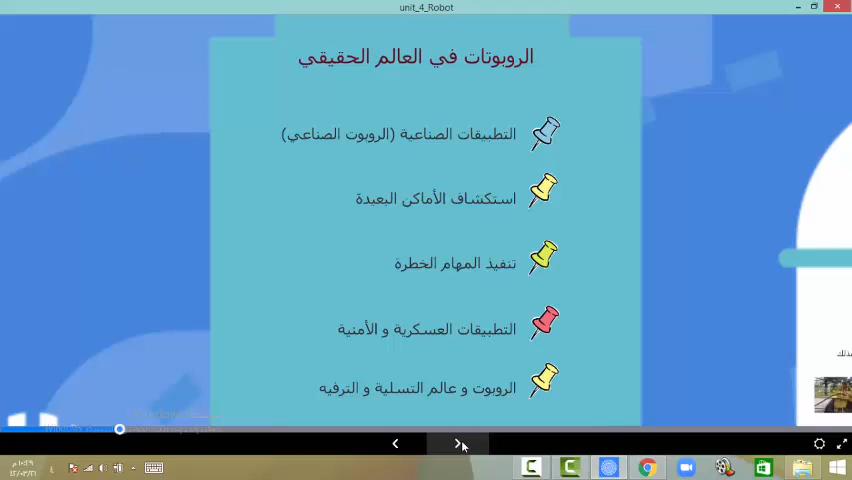 unit_4_Robot
الروبوتات في العالم الحقيقي
التطبيقات الصناعية (الروبوت الصناعي)
استكشاف الأماكن البعيدة
تنفيذ المهام الخطرة
التطبيقات العسكرية و الأمنية
الروبوت و عالم التسلية و الترفيه